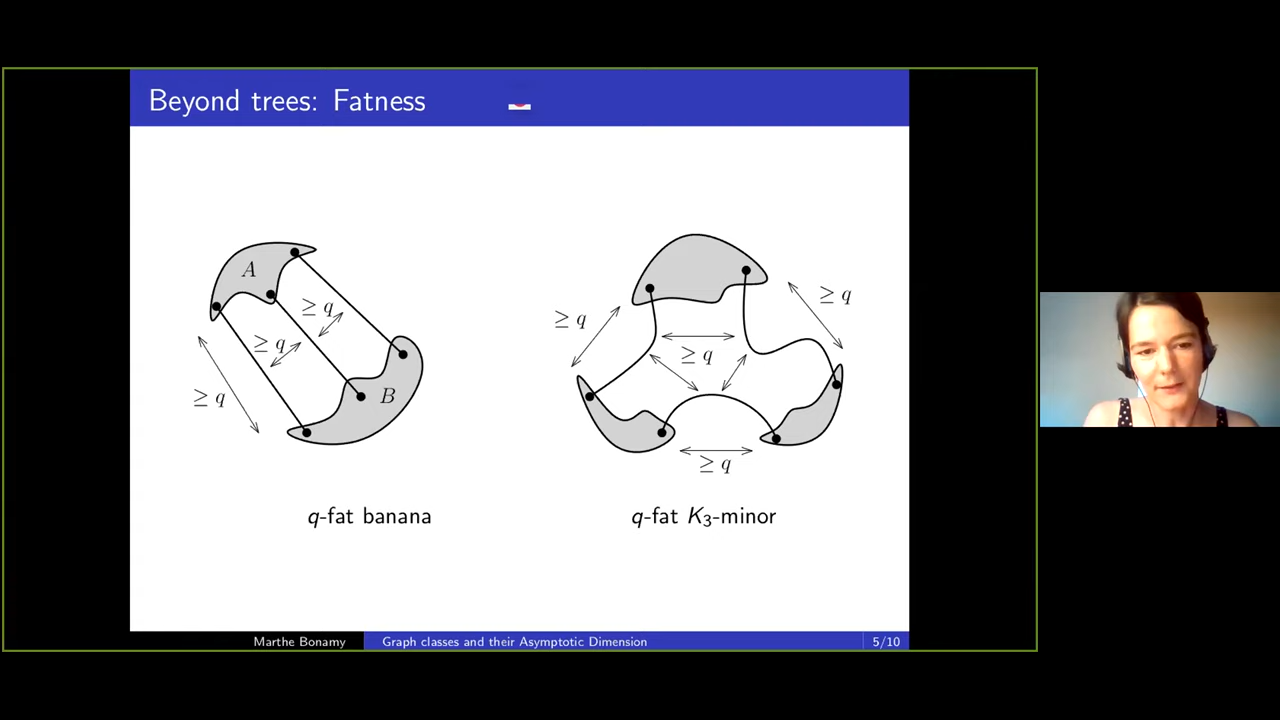 Beyond trees: Fatness
A
≥ q
≥ q
≥ q
B
q-fat banana
≥ q
≥ q
≥ q
≥ q
q-fat K₃-minor
Marthe Bonamy
Graph classes and their Asymptotic Dimension
5/10